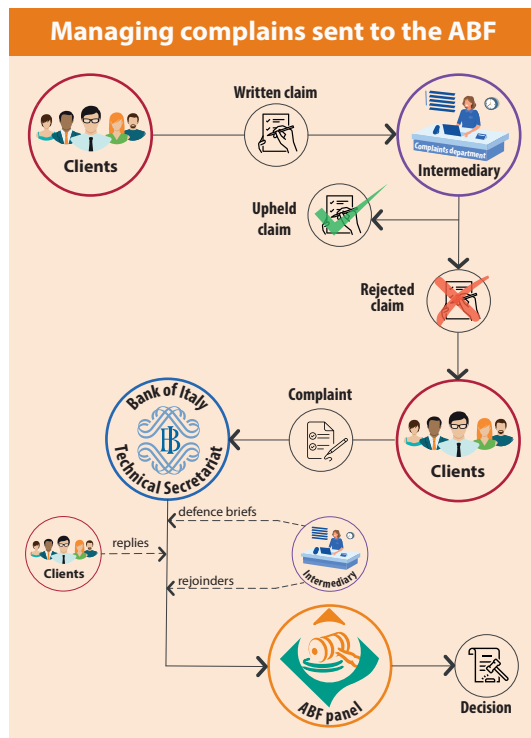 Managing complains sent to the ABF
Written claim
Clients
Complaints department
Intermediary
Upheld
claim
Rejected
claim
Bank of Italy
Technical Secretariat
Complaint
Clients
defence briefs
replies
Clients
Intermediary
rejoinders
ABF panel
Decision